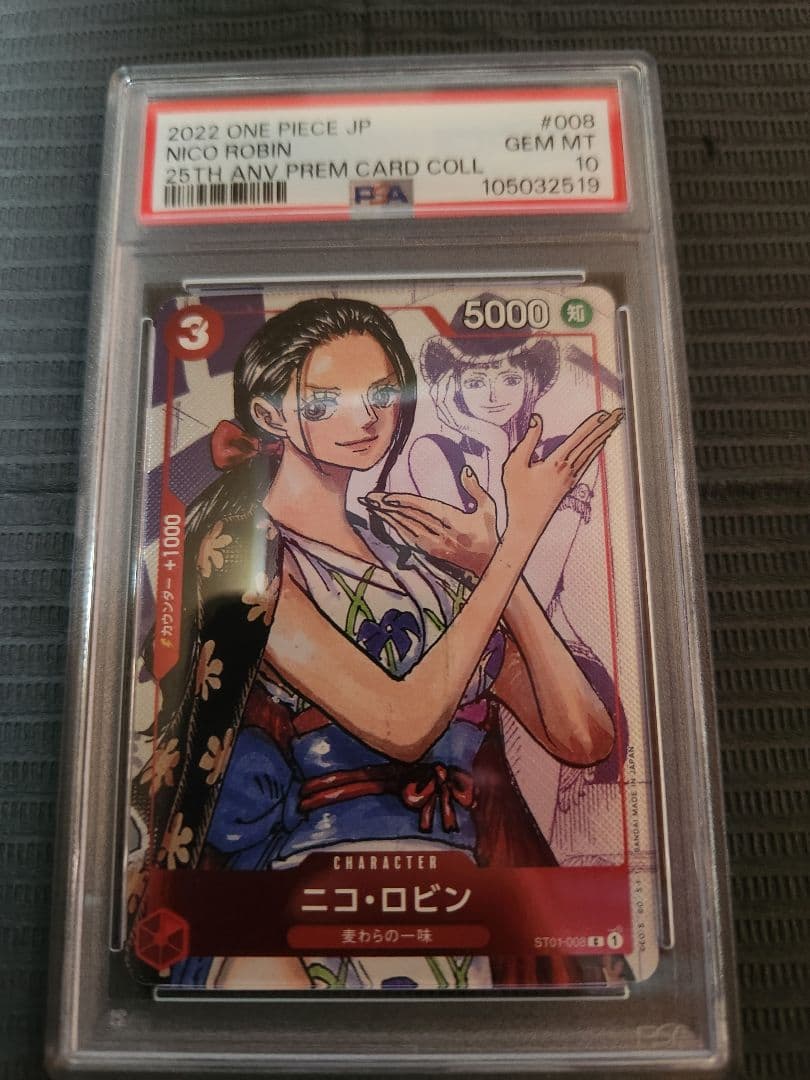 2022 ONE PIECE JP #008
NICO ROBIN GEM MT
25TH ANV PREM CARD COLL 10
PSA 105032519
3 5000 知
カウンター +1000
CHARACTER
ニコ・ロビン
麦わらの一味
ST01-008 C 1
BANDAI MADE IN JAPAN
PSA